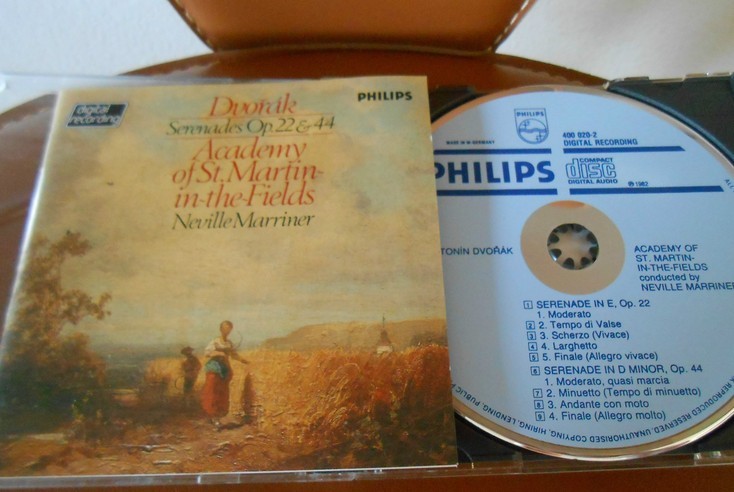 digital recording
Dvořák
PHILIPS
Serenades Op. 22 & 44
Academy
of St. Martin-
in-the-Fields
Neville Marriner
PHILIPS
MADE IN W. GERMANY
400 020-2
DIGITAL RECORDING
PHILIPS
COMPACT
disc
DIGITAL AUDIO
℗ 1982
TONÍN DVOŘÁK
ACADEMY OF
ST. MARTIN-
IN-THE-FIELDS
conducted by
NEVILLE MARRINER
1 SERENADE IN E, Op. 22
1. Moderato
2 2. Tempo di Valse
3 3. Scherzo (Vivace)
4 4. Larghetto
5 5. Finale (Allegro vivace)
6 SERENADE IN D MINOR, Op. 44
1. Moderato, quasi marcia
7 2. Minuetto (Tempo di minuetto)
8 3. Andante con moto
9 4. Finale (Allegro molto)
REPRODUCED RESERVED. UNAUTHORISED COPYING, HIRING, LENDING, PUBLIC